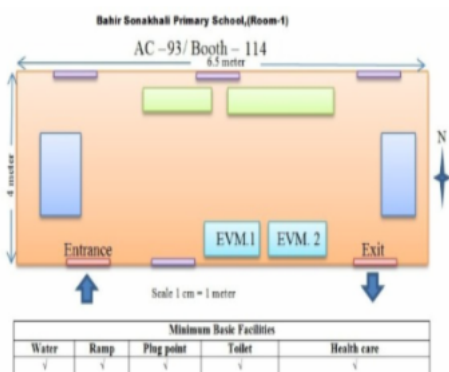 Bahir Sonakhali Primary School,(Room-1)
AC –93/ Booth – 114
6.5 meter
4 meter
N
EVM.1 EVM. 2
Entrance Exit
Scale 1 cm = 1 meter
Minimum Basic Facilities
Water Ramp Plug point Toilet Health care
√ √ √ √ √